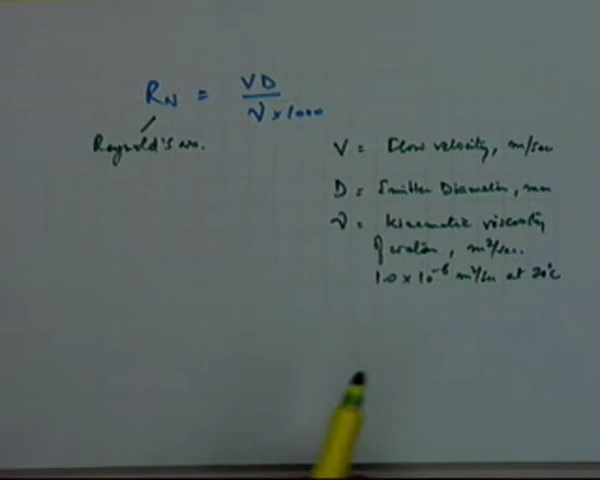 R_N = VD / (ν x 1000)
Reynold's no.
V = Flow velocity, m/sec
D = Emitter Diameter, mm
ν = kinematic viscosity
of water, m²/sec.
1.0 x 10⁻⁶ m²/sec at 20°C